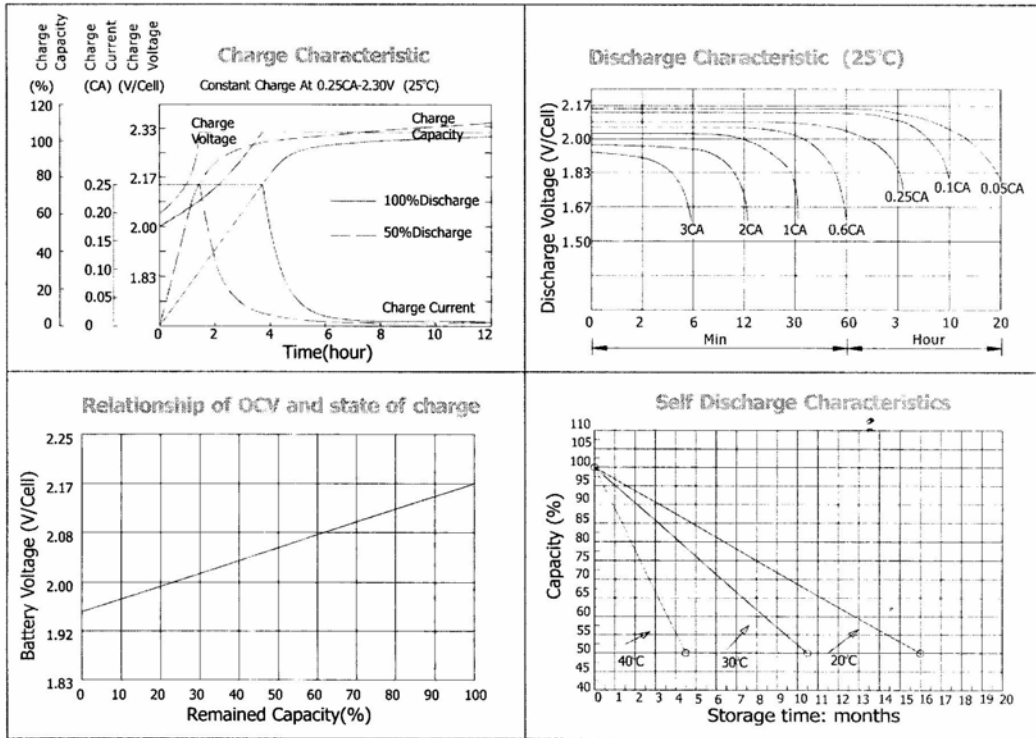 Charge Capacity
Charge Current
Charge Voltage
Charge Characteristic
(%) (CA) (V/Cell) Constant Charge At 0.25CA-2.30V (25℃)
120
100
80
60
40
20
0
0.25
0.20
0.15
0.10
0.05
0
2.33
2.17
2.00
1.83
Charge Voltage
Charge Capacity
100%Discharge
50%Discharge
Charge Current
0 2 4 6 8 10 12
Time(hour)
Discharge Characteristic (25℃)
Discharge Voltage (V/Cell)
2.17
2.00
1.83
1.67
1.50
3CA 2CA 1CA 0.6CA 0.25CA 0.1CA 0.05CA
0 2 6 12 30 60 3 10 20
Min Hour
Relationship of OCV and state of charge
Battery Voltage (V/Cell)
2.25
2.17
2.08
2.00
1.92
1.83
0 10 20 30 40 50 60 70 80 90 100
Remained Capacity(%)
Self Discharge Characteristics
Capacity (%)
110
105
100
95
90
85
80
75
70
65
60
55
50
45
40
40℃ 30℃ 20℃
0 1 2 3 4 5 6 7 8 9 10 11 12 13 14 15 16 17 18 19 20
Storage time: months